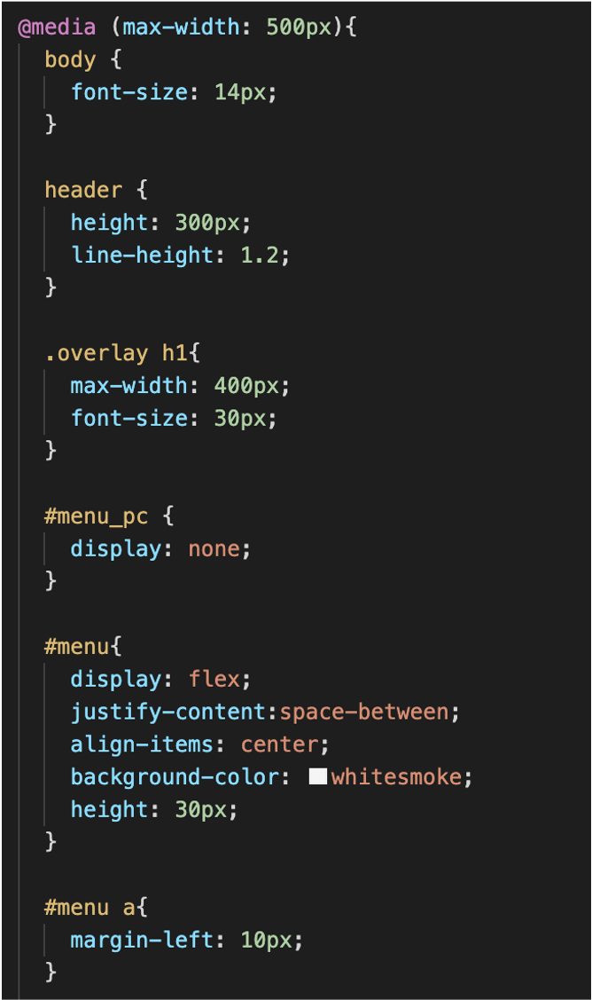 @media (max-width: 500px){
  body {
    font-size: 14px;
  }

  header {
    height: 300px;
    line-height: 1.2;
  }

  .overlay h1{
    max-width: 400px;
    font-size: 30px;
  }

  #menu_pc {
    display: none;
  }

  #menu{
    display: flex;
    justify-content:space-between;
    align-items: center;
    background-color: whitesmoke;
    height: 30px;
  }

  #menu a{
    margin-left: 10px;
  }